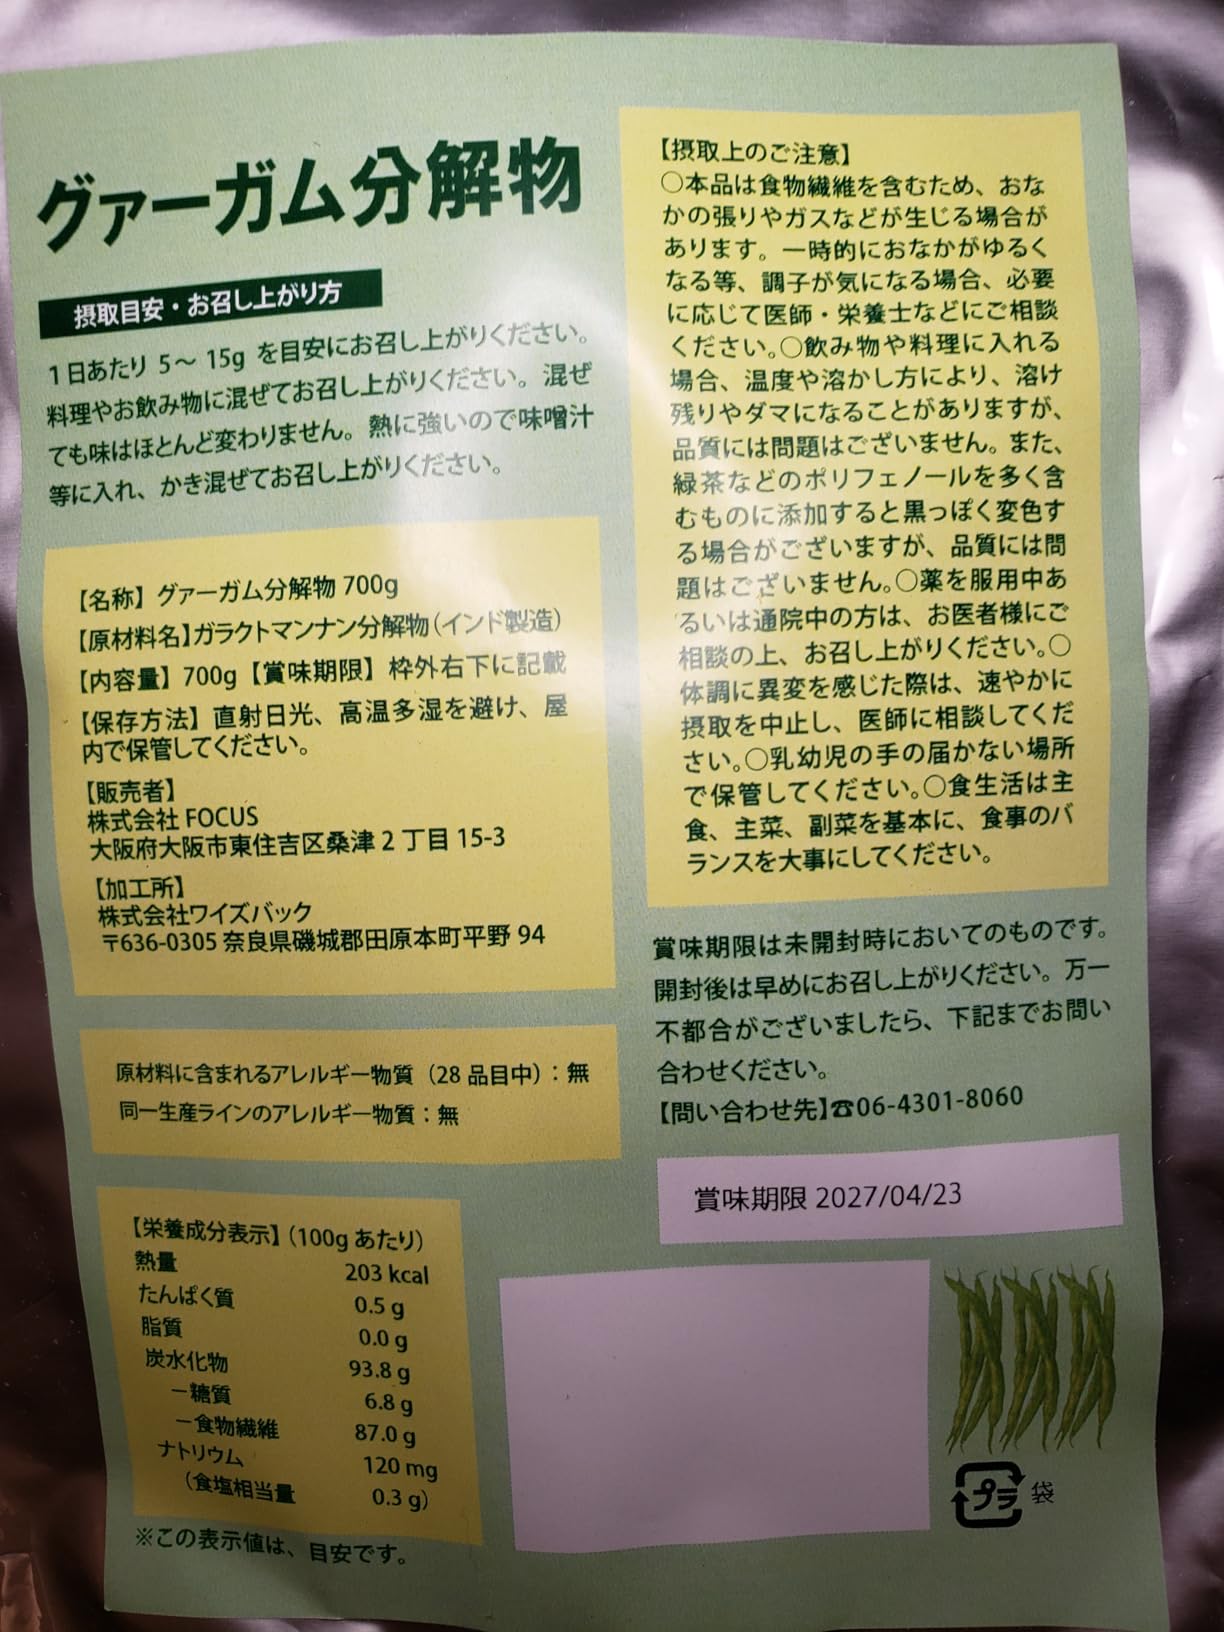 グァーガム分解物
摂取目安・お召し上がり方
1日あたり 5～ 15g を目安にお召し上がりください。
料理やお飲み物に混ぜてお召し上がりください。混ぜ
ても味はほとんど変わりません。熱に強いので味噌汁
等に入れ、かき混ぜてお召し上がりください。
【名称】グァーガム分解物 700g
【原材料名】ガラクトマンナン分解物(インド製造)
【内容量】700g【賞味期限】枠外右下に記載
【保存方法】直射日光、高温多湿を避け、屋
内で保管してください。
【販売者】
株式会社 FOCUS
大阪府大阪市東住吉区桑津 2 丁目 15-3
【加工所】
株式会社ワイズバック
〒636-0305 奈良県磯城郡田原本町平野 94
原材料に含まれるアレルギー物質（28 品目中）：無
同一生産ラインのアレルギー物質：無
【栄養成分表示】（100g あたり）
熱量 203 kcal
たんぱく質 0.5 g
脂質 0.0 g
炭水化物 93.8 g
－糖質 6.8 g
－食物繊維 87.0 g
ナトリウム 120 mg
（食塩相当量 0.3 g）
※この表示値は、目安です。
【摂取上のご注意】
○本品は食物繊維を含むため、おな
かの張りやガスなどが生じる場合が
あります。一時的におなかがゆるく
なる等、調子が気になる場合、必要
に応じて医師・栄養士などにご相談
ください。○飲み物や料理に入れる
場合、温度や溶かし方により、溶け
残りやダマになることがありますが、
品質には問題はございません。また、
緑茶などのポリフェノールを多く含
むものに添加すると黒っぽく変色す
る場合がございますが、品質には問
題はございません。○薬を服用中あ
るいは通院中の方は、お医者様にご
相談の上、お召し上がりください。○
体調に異変を感じた際は、速やかに
摂取を中止し、医師に相談してくだ
さい。○乳幼児の手の届かない場所
で保管してください。○食生活は主
食、主菜、副菜を基本に、食事のバ
ランスを大事にしてください。
賞味期限は未開封時においてのものです。
開封後は早めにお召し上がりください。万一
不都合がございましたら、下記までお問い
合わせください。
【問い合わせ先】☎06-4301-8060
賞味期限 2027/04/23
プラ 袋